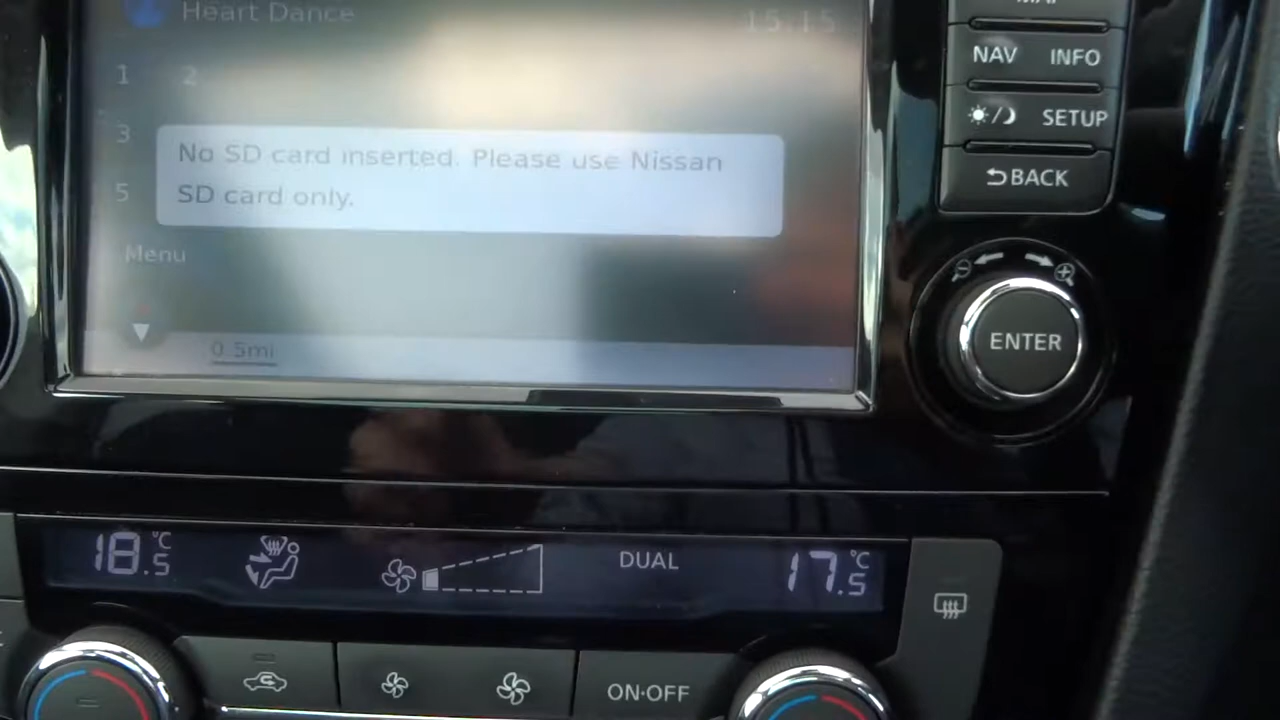 Heart Dance
15:15
1 2
3
5
No SD card inserted. Please use Nissan
SD card only.
Menu
0.5mi
NAV INFO
SETUP
BACK
ENTER
18.5 °C
DUAL
17.5 °C
ON·OFF